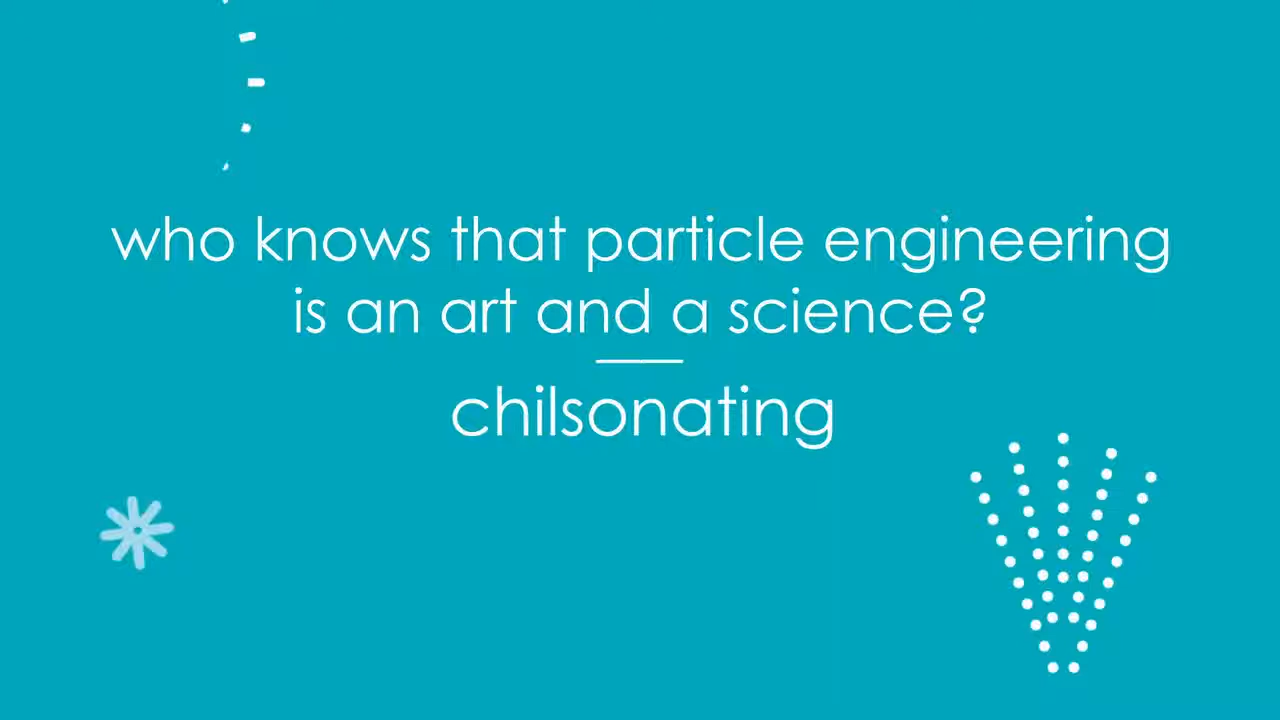 who knows that particle engineering
is an art and a science?
chilsonating